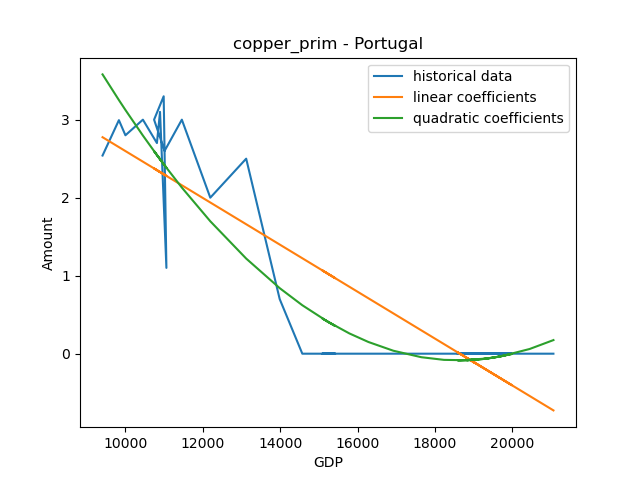 copper_prim - Portugal
historical data
linear coefficients
quadratic coefficients
3
2
1
0
Amount
10000 12000 14000 16000 18000 20000
GDP